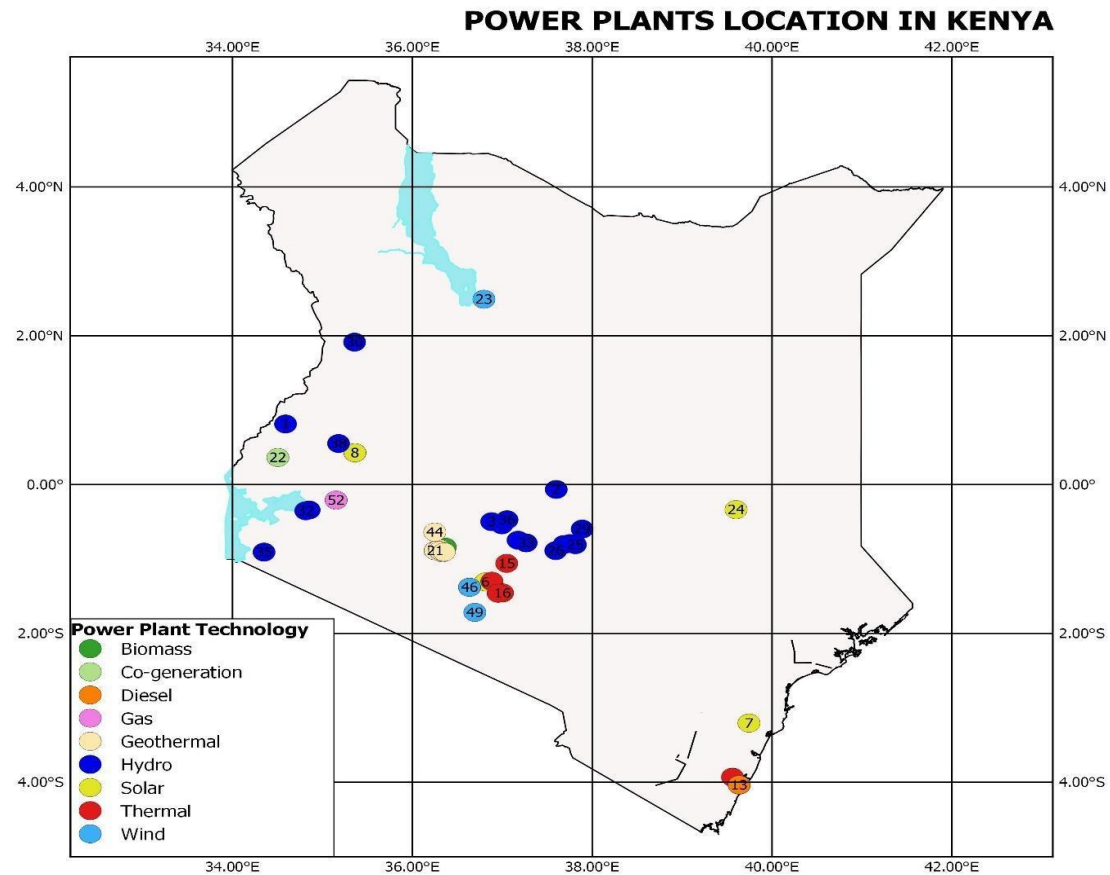 POWER PLANTS LOCATION IN KENYA
34.00°E 36.00°E 38.00°E 40.00°E 42.00°E
4.00°N 4.00°N
23
2.00°N 2.00°N
8
22
0.00° 0.00°
52
24
44
21
15
6
46
16
49
2.00°S 2.00°S
7
4.00°S 4.00°S
13
Power Plant Technology
Biomass
Co-generation
Diesel
Gas
Geothermal
Hydro
Solar
Thermal
Wind
34.00°E 36.00°E 38.00°E 40.00°E 42.00°E